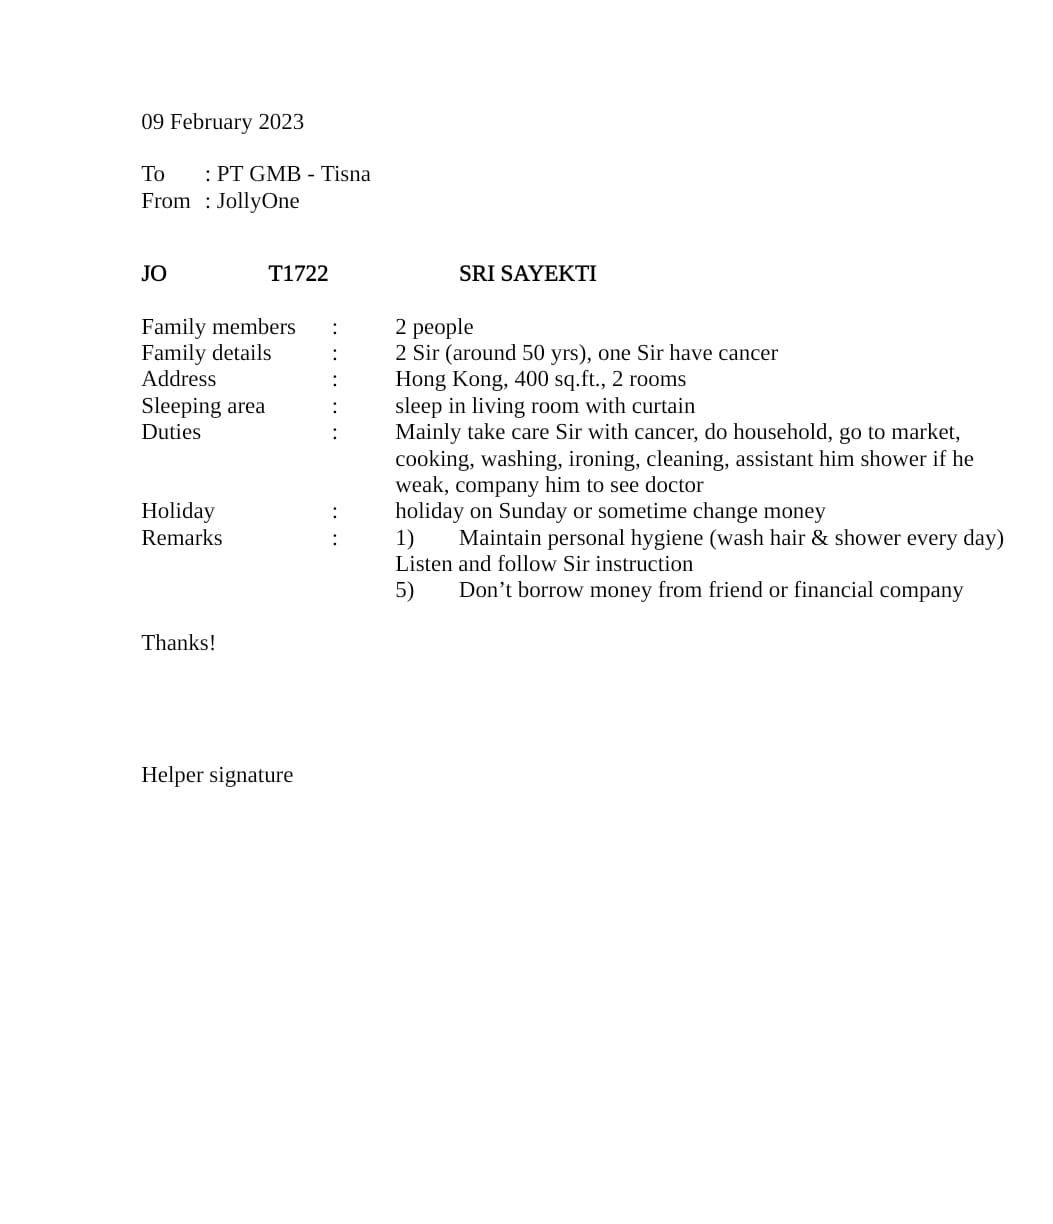 09 February 2023
To : PT GMB - Tisna
From : JollyOne
JO T1722 SRI SAYEKTI
Family members : 2 people
Family details : 2 Sir (around 50 yrs), one Sir have cancer
Address : Hong Kong, 400 sq.ft., 2 rooms
Sleeping area : sleep in living room with curtain
Duties : Mainly take care Sir with cancer, do household, go to market,
cooking, washing, ironing, cleaning, assistant him shower if he
weak, company him to see doctor
Holiday : holiday on Sunday or sometime change money
Remarks : 1) Maintain personal hygiene (wash hair & shower every day)
Listen and follow Sir instruction
5) Don’t borrow money from friend or financial company
Thanks!
Helper signature